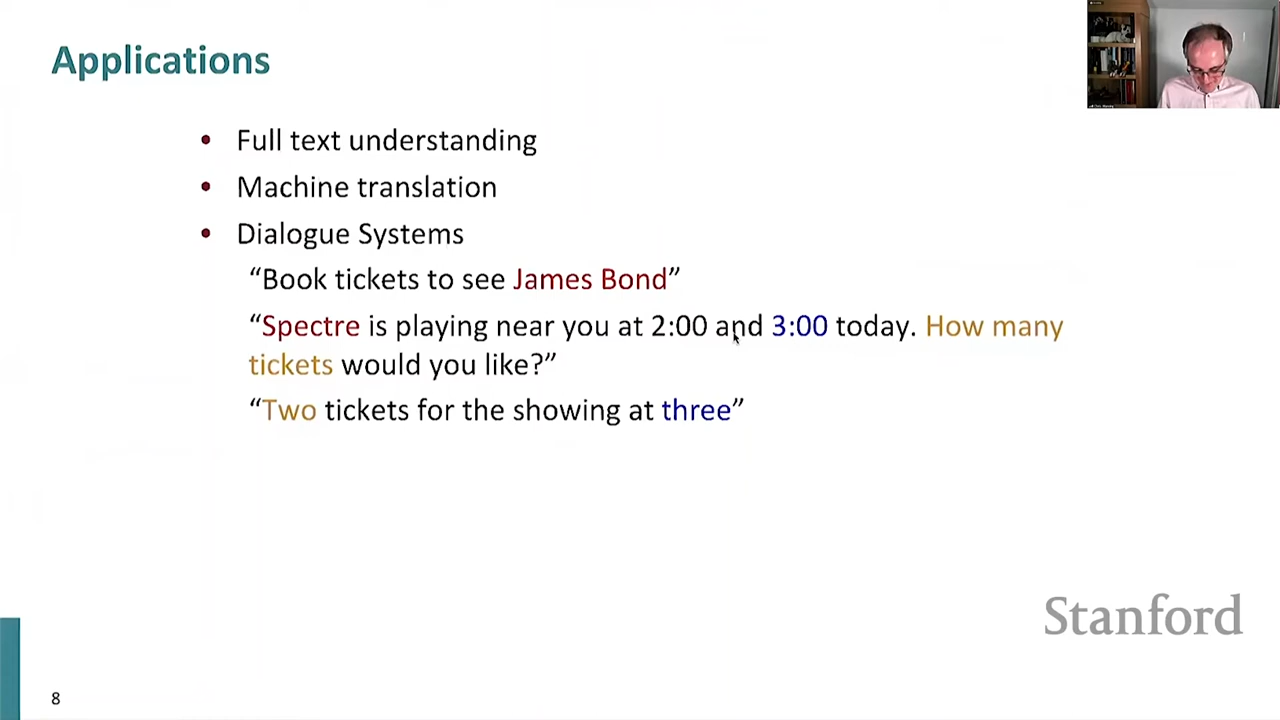 Applications
• Full text understanding
• Machine translation
• Dialogue Systems
“Book tickets to see James Bond”
“Spectre is playing near you at 2:00 and 3:00 today. How many
tickets would you like?”
“Two tickets for the showing at three”
Stanford
8